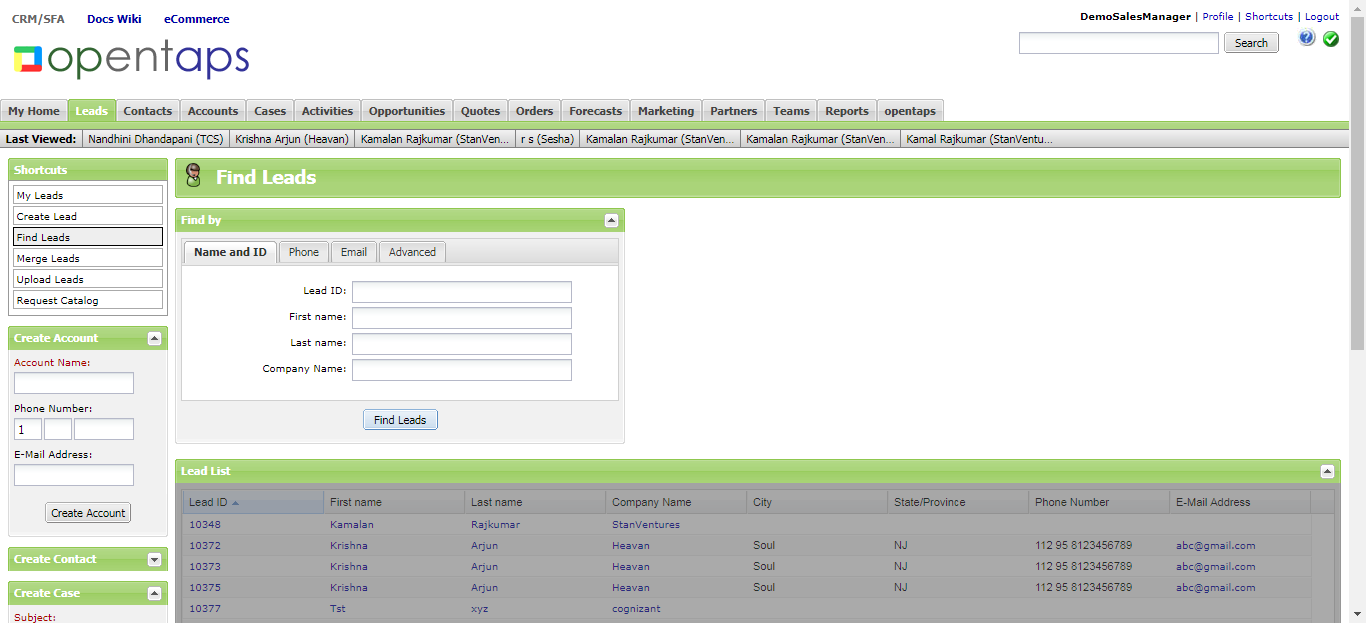 CRM/SFA Docs Wiki eCommerce
DemoSalesManager | Profile | Shortcuts | Logout
opentaps
Search
My Home Leads Contacts Accounts Cases Activities Opportunities Quotes Orders Forecasts Marketing Partners Teams Reports opentaps
Last Viewed: Nandhini Dhandapani (TCS) Krishna Arjun (Heavan) Kamalan Rajkumar (StanVen... r s (Sesha) Kamalan Rajkumar (StanVen... Kamalan Rajkumar (StanVen... Kamal Rajkumar (StanVentu...
Shortcuts
My Leads
Create Lead
Find Leads
Merge Leads
Upload Leads
Request Catalog
Create Account
Account Name:
Phone Number:
1
E-Mail Address:
Create Account
Create Contact
Create Case
Subject:
Find Leads
Find by
Name and ID Phone Email Advanced
Lead ID:
First name:
Last name:
Company Name:
Find Leads
Lead List
Lead ID First name Last name Company Name City State/Province Phone Number E-Mail Address
10348 Kamalan Rajkumar StanVentures
10372 Krishna Arjun Heavan Soul NJ 112 95 8123456789 abc@gmail.com
10373 Krishna Arjun Heavan Soul NJ 112 95 8123456789 abc@gmail.com
10375 Krishna Arjun Heavan Soul NJ 112 95 8123456789 abc@gmail.com
10377 Tst xyz cognizant